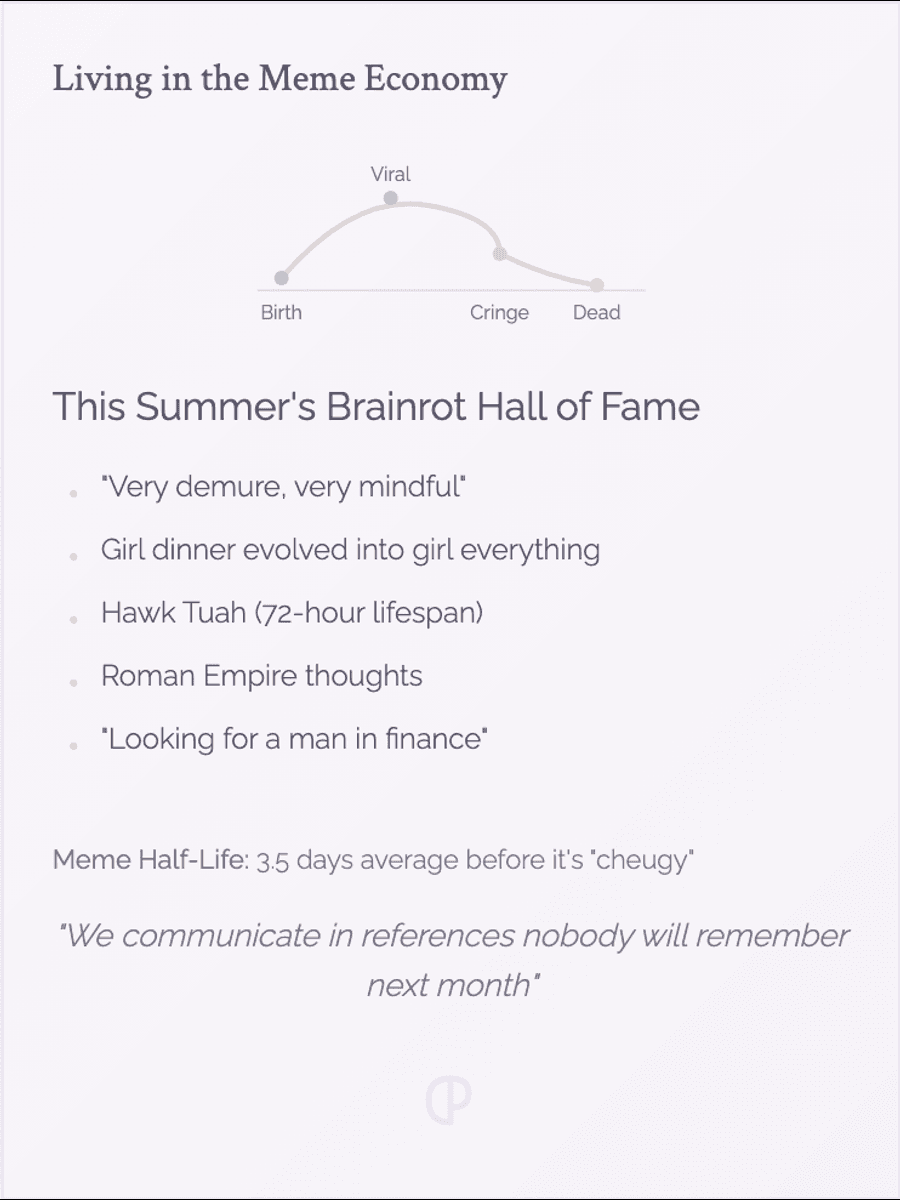 Living in the Meme Economy
Viral
Birth
Cringe
Dead
This Summer's Brainrot Hall of Fame
"Very demure, very mindful"
Girl dinner evolved into girl everything
Hawk Tuah (72-hour lifespan)
Roman Empire thoughts
"Looking for a man in finance"
Meme Half-Life: 3.5 days average before it's "cheugy"
"We communicate in references nobody will remember
next month"